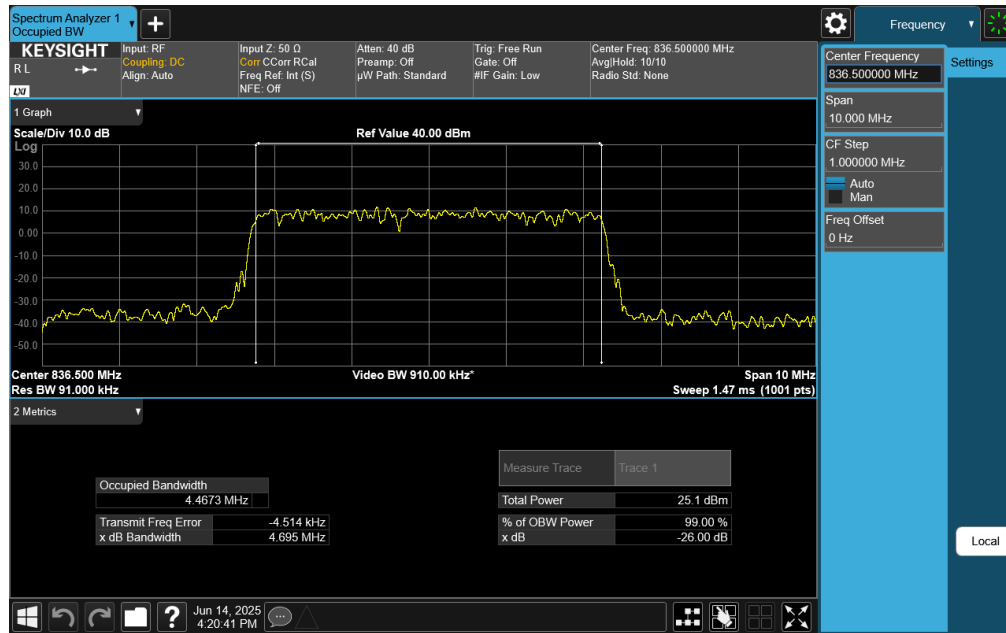 Spectrum Analyzer 1
Occupied BW
Frequency
KEYSIGHT
R L
LXI
Input: RF
Coupling: DC
Align: Auto
Input Z: 50 Ω
Corr CCorr RCal
Freq Ref: Int (S)
NFE: Off
Atten: 40 dB
Preamp: Off
µW Path: Standard
Trig: Free Run
Gate: Off
#IF Gain: Low
Center Freq: 836.500000 MHz
Avg|Hold: 10/10
Radio Std: None
Center Frequency
836.500000 MHz
Settings
Span
10.000 MHz
CF Step
1.000000 MHz
Auto
Man
Freq Offset
0 Hz
1 Graph
Scale/Div 10.0 dB
Ref Value 40.00 dBm
Log
30.0
20.0
10.0
0.00
-10.0
-20.0
-30.0
-40.0
-50.0
Center 836.500 MHz
Video BW 910.00 kHz*
Span 10 MHz
Res BW 91.000 kHz
Sweep 1.47 ms (1001 pts)
2 Metrics
Measure Trace
Trace 1
Occupied Bandwidth
4.4673 MHz
Total Power
25.1 dBm
Transmit Freq Error
-4.514 kHz
% of OBW Power
99.00 %
x dB Bandwidth
4.695 MHz
x dB
-26.00 dB
Local
Jun 14, 2025
4:20:41 PM